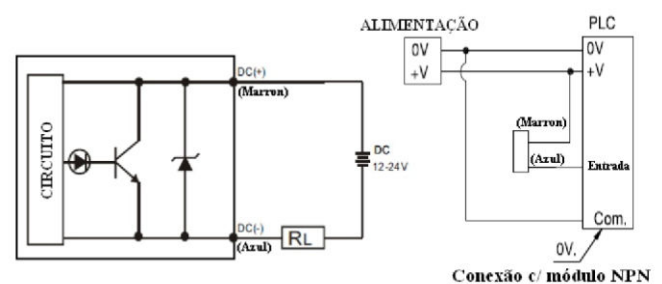 CIRCUITO
DC(+)
(Marron)
DC
12-24V
DC(-)
(Azul)
RL
ALIMENTAÇÃO
0V
+V
PLC
0V
+V
(Marron)
(Azul)
Entrada
Com.
0V.
Conexão c/ módulo NPN